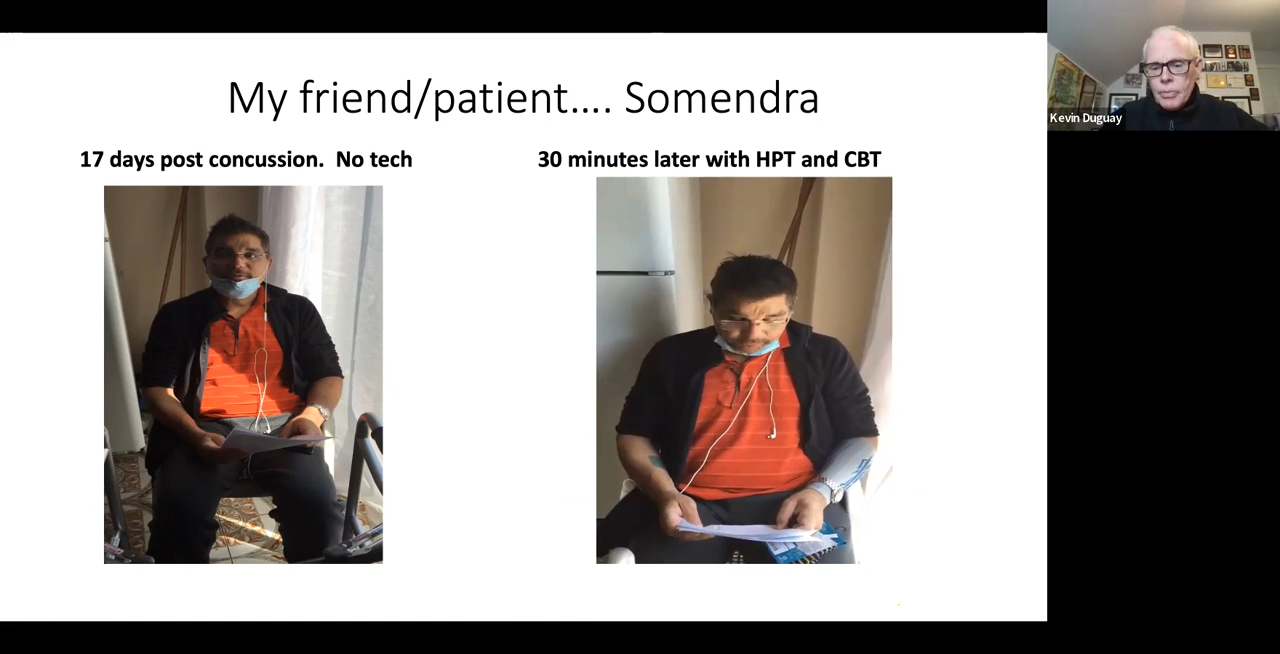 My friend/patient.... Somendra
17 days post concussion.  No tech
30 minutes later with HPT and CBT
Kevin Duguay